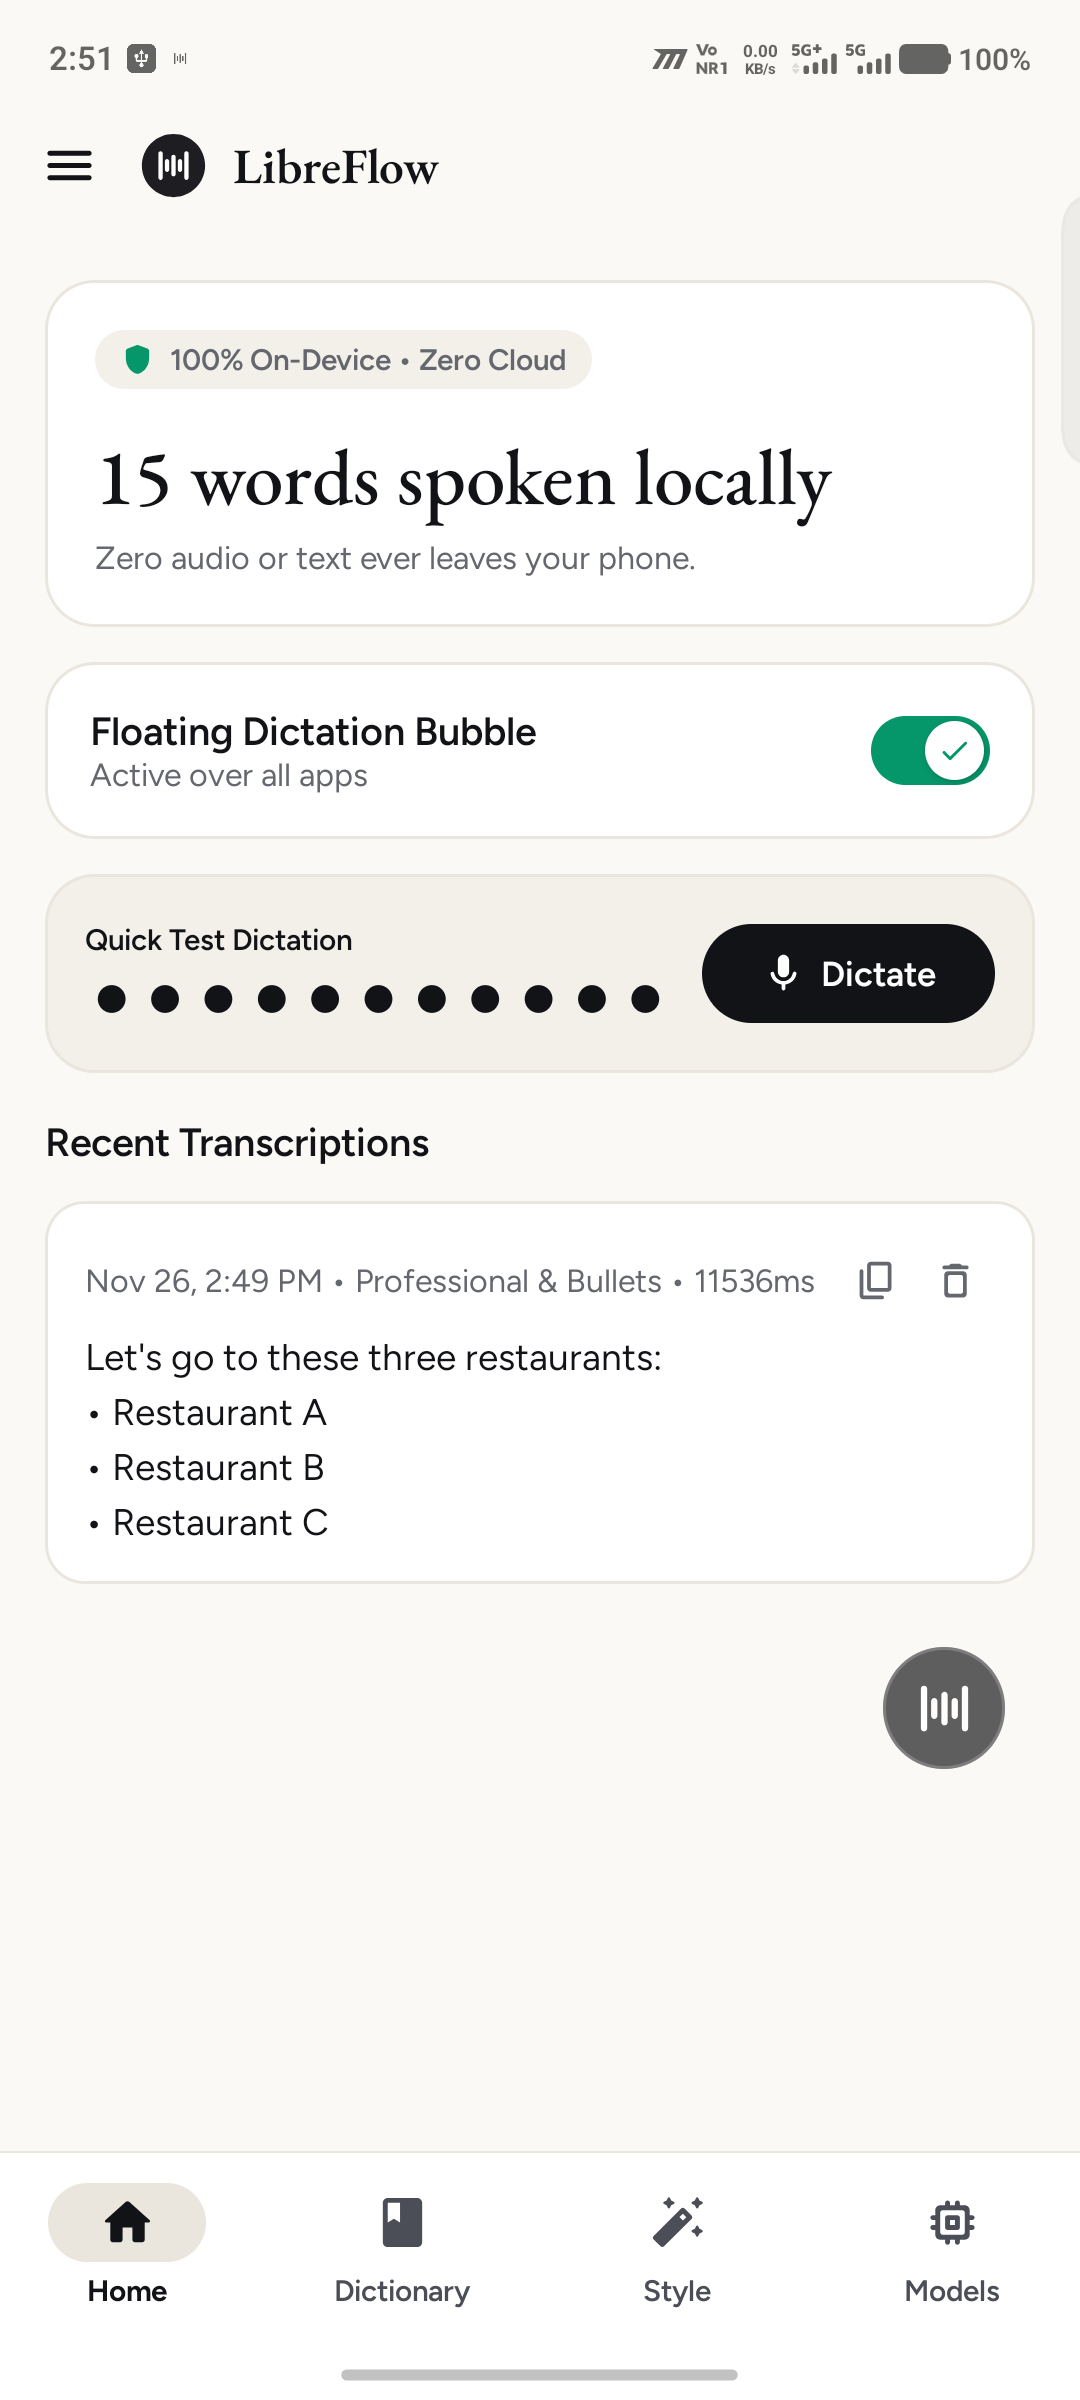 2:51
Vo NR1 0.00 KB/s 5G+ 5G 100%
LibreFlow
100% On-Device • Zero Cloud
15 words spoken locally
Zero audio or text ever leaves your phone.
Floating Dictation Bubble
Active over all apps
Quick Test Dictation
Dictate
Recent Transcriptions
Nov 26, 2:49 PM • Professional & Bullets • 11536ms
Let's go to these three restaurants:
• Restaurant A
• Restaurant B
• Restaurant C
Home
Dictionary
Style
Models